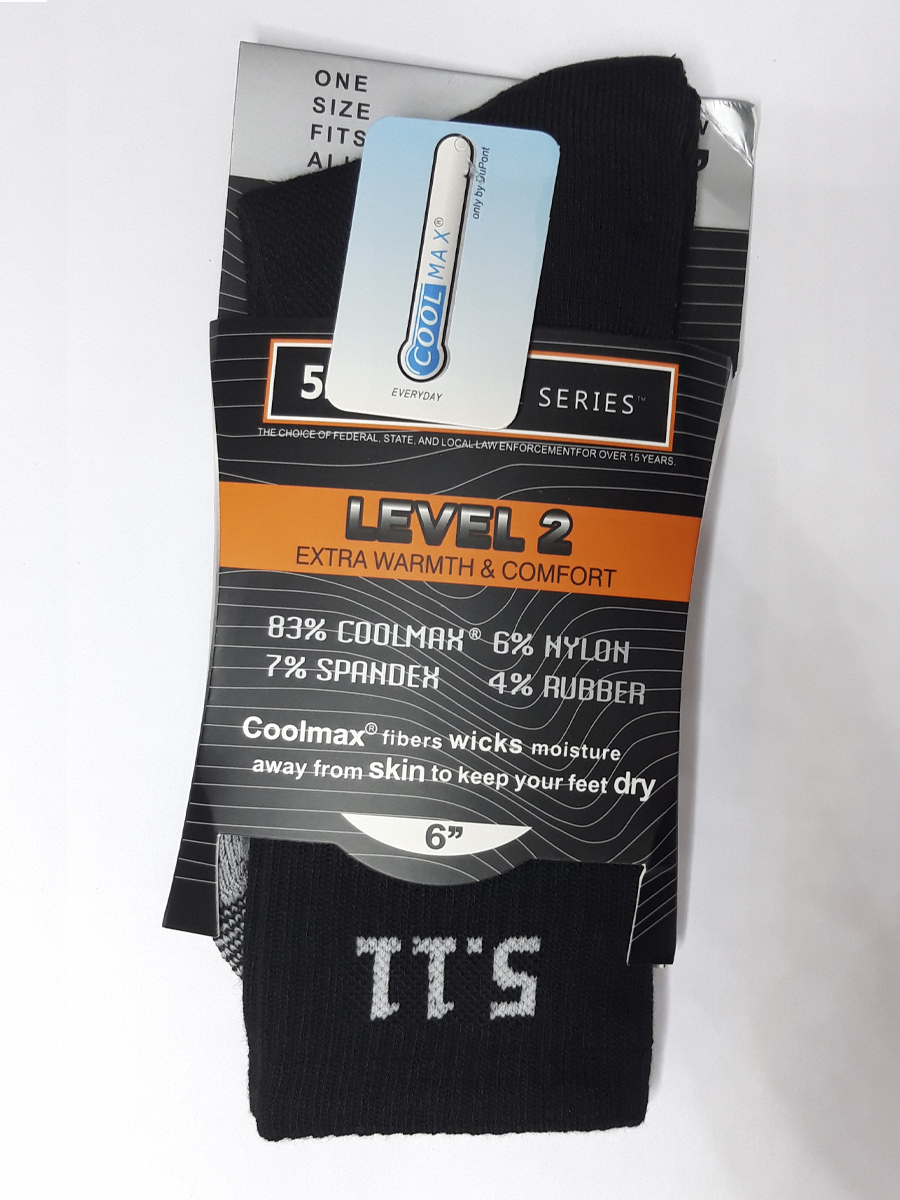 ONE
SIZE
FITS
only by DuPont
COOLMAX®
EVERYDAY
5
SERIES™
THE CHOICE OF FEDERAL, STATE, AND LOCAL LAW ENFORCEMENTFOR OVER 15 YEARS.
LEVEL 2
EXTRA WARMTH & COMFORT
83% COOLMAX® 6% NYLON
7% SPANDEX 4% RUBBER
Coolmax® fibers wicks moisture
away from skin to keep your feet dry
6”
5.11